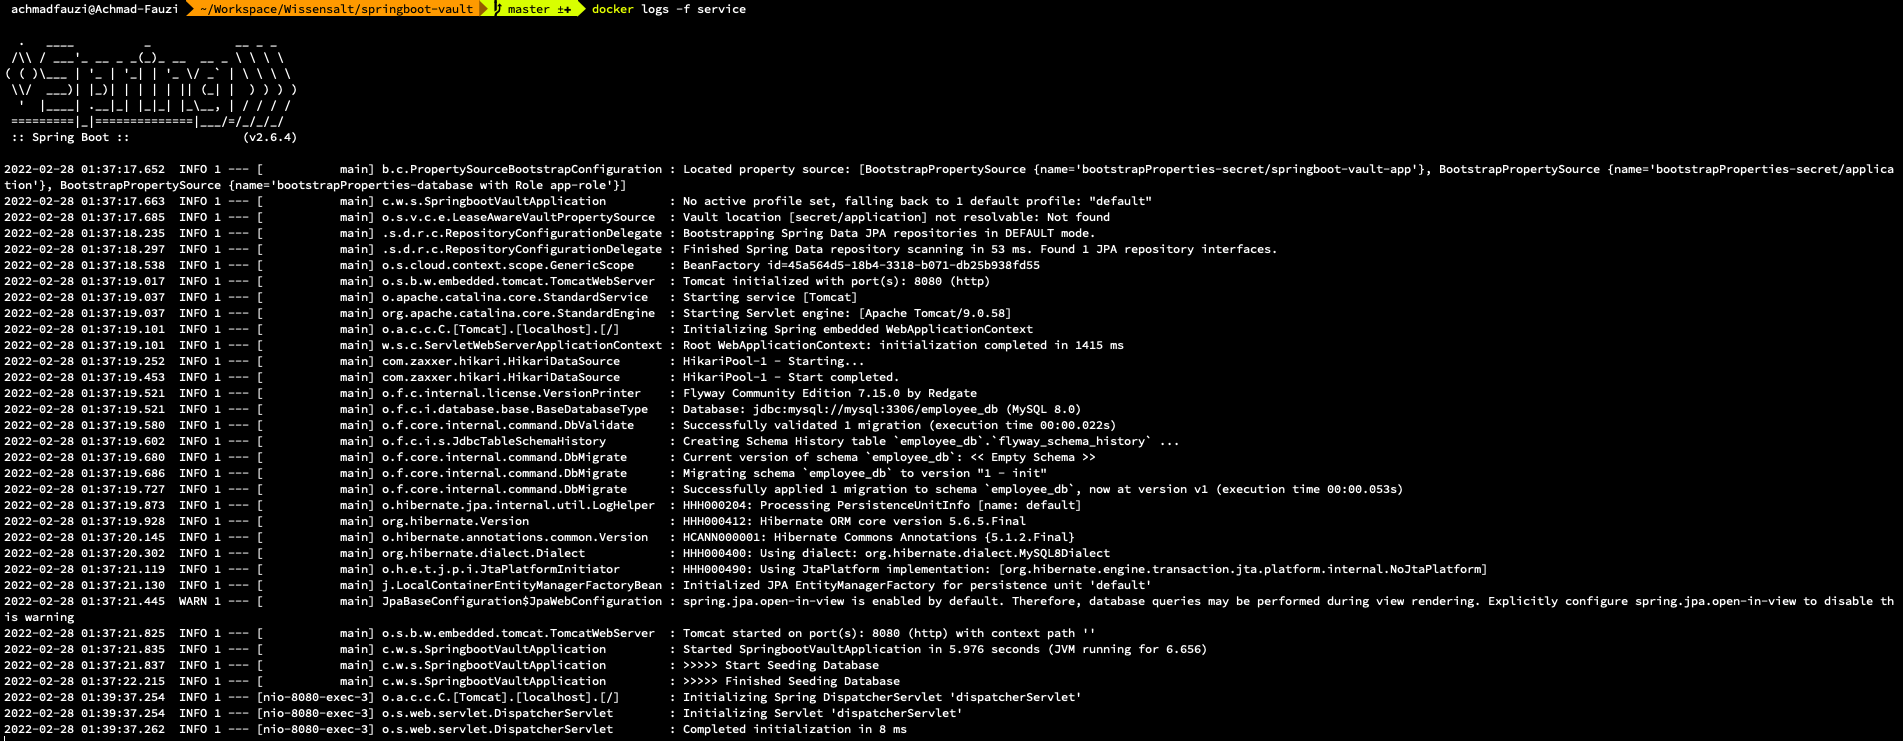 achmadfauzi@Achmad-Fauzi ~/Workspace/Wissensalt/springboot-vault master ±✚ docker logs -f service
  .   ____          _            __ _ _
 /\\ / ___'_ __ _ _(_)_ __  __ _ \ \ \ \
( ( )\___ | '_ | '_| | '_ \/ _` | \ \ \ \
 \\/  ___)| |_)| | | | | || (_| |  ) ) ) )
  '  |____| .__|_| |_|_| |_\__, | / / / /
 =========|_|==============|___/=/_/_/_/
 :: Spring Boot ::                (v2.6.4)
2022-02-28 01:37:17.652  INFO 1 --- [           main] b.c.PropertySourceBootstrapConfiguration : Located property source: [BootstrapPropertySource {name='bootstrapProperties-secret/springboot-vault-app'}, BootstrapPropertySource {name='bootstrapProperties-secret/applica
tion'}, BootstrapPropertySource {name='bootstrapProperties-database with Role app-role'}]
2022-02-28 01:37:17.663  INFO 1 --- [           main] c.w.s.SpringbootVaultApplication         : No active profile set, falling back to 1 default profile: "default"
2022-02-28 01:37:17.685  INFO 1 --- [           main] o.s.v.c.e.LeaseAwareVaultPropertySource  : Vault location [secret/application] not resolvable: Not found
2022-02-28 01:37:18.235  INFO 1 --- [           main] .s.d.r.c.RepositoryConfigurationDelegate : Bootstrapping Spring Data JPA repositories in DEFAULT mode.
2022-02-28 01:37:18.297  INFO 1 --- [           main] .s.d.r.c.RepositoryConfigurationDelegate : Finished Spring Data repository scanning in 53 ms. Found 1 JPA repository interfaces.
2022-02-28 01:37:18.538  INFO 1 --- [           main] o.s.cloud.context.scope.GenericScope     : BeanFactory id=45a564d5-18b4-3318-b071-db25b938fd55
2022-02-28 01:37:19.017  INFO 1 --- [           main] o.s.b.w.embedded.tomcat.TomcatWebServer  : Tomcat initialized with port(s): 8080 (http)
2022-02-28 01:37:19.037  INFO 1 --- [           main] o.apache.catalina.core.StandardService   : Starting service [Tomcat]
2022-02-28 01:37:19.037  INFO 1 --- [           main] org.apache.catalina.core.StandardEngine  : Starting Servlet engine: [Apache Tomcat/9.0.58]
2022-02-28 01:37:19.101  INFO 1 --- [           main] o.a.c.c.C.[Tomcat].[localhost].[/]       : Initializing Spring embedded WebApplicationContext
2022-02-28 01:37:19.101  INFO 1 --- [           main] w.s.c.ServletWebServerApplicationContext : Root WebApplicationContext: initialization completed in 1415 ms
2022-02-28 01:37:19.252  INFO 1 --- [           main] com.zaxxer.hikari.HikariDataSource       : HikariPool-1 - Starting...
2022-02-28 01:37:19.453  INFO 1 --- [           main] com.zaxxer.hikari.HikariDataSource       : HikariPool-1 - Start completed.
2022-02-28 01:37:19.521  INFO 1 --- [           main] o.f.c.internal.license.VersionPrinter    : Flyway Community Edition 7.15.0 by Redgate
2022-02-28 01:37:19.521  INFO 1 --- [           main] o.f.c.i.database.base.BaseDatabaseType   : Database: jdbc:mysql://mysql:3306/employee_db (MySQL 8.0)
2022-02-28 01:37:19.580  INFO 1 --- [           main] o.f.core.internal.command.DbValidate     : Successfully validated 1 migration (execution time 00:00.022s)
2022-02-28 01:37:19.602  INFO 1 --- [           main] o.f.c.i.s.JdbcTableSchemaHistory         : Creating Schema History table `employee_db`.`flyway_schema_history` ...
2022-02-28 01:37:19.680  INFO 1 --- [           main] o.f.core.internal.command.DbMigrate      : Current version of schema `employee_db`: << Empty Schema >>
2022-02-28 01:37:19.686  INFO 1 --- [           main] o.f.core.internal.command.DbMigrate      : Migrating schema `employee_db` to version "1 - init"
2022-02-28 01:37:19.727  INFO 1 --- [           main] o.f.core.internal.command.DbMigrate      : Successfully applied 1 migration to schema `employee_db`, now at version v1 (execution time 00:00.053s)
2022-02-28 01:37:19.873  INFO 1 --- [           main] o.hibernate.jpa.internal.util.LogHelper  : HHH000204: Processing PersistenceUnitInfo [name: default]
2022-02-28 01:37:19.928  INFO 1 --- [           main] org.hibernate.Version                    : HHH000412: Hibernate ORM core version 5.6.5.Final
2022-02-28 01:37:20.145  INFO 1 --- [           main] o.hibernate.annotations.common.Version   : HCANN000001: Hibernate Commons Annotations {5.1.2.Final}
2022-02-28 01:37:20.302  INFO 1 --- [           main] org.hibernate.dialect.Dialect            : HHH000400: Using dialect: org.hibernate.dialect.MySQL8Dialect
2022-02-28 01:37:21.119  INFO 1 --- [           main] o.h.e.t.j.p.i.JtaPlatformInitiator       : HHH000490: Using JtaPlatform implementation: [org.hibernate.engine.transaction.jta.platform.internal.NoJtaPlatform]
2022-02-28 01:37:21.130  INFO 1 --- [           main] j.LocalContainerEntityManagerFactoryBean : Initialized JPA EntityManagerFactory for persistence unit 'default'
2022-02-28 01:37:21.445  WARN 1 --- [           main] JpaBaseConfiguration$JpaWebConfiguration : spring.jpa.open-in-view is enabled by default. Therefore, database queries may be performed during view rendering. Explicitly configure spring.jpa.open-in-view to disable th
is warning
2022-02-28 01:37:21.825  INFO 1 --- [           main] o.s.b.w.embedded.tomcat.TomcatWebServer  : Tomcat started on port(s): 8080 (http) with context path ''
2022-02-28 01:37:21.835  INFO 1 --- [           main] c.w.s.SpringbootVaultApplication         : Started SpringbootVaultApplication in 5.976 seconds (JVM running for 6.656)
2022-02-28 01:37:21.837  INFO 1 --- [           main] c.w.s.SpringbootVaultApplication         : >>>>> Start Seeding Database
2022-02-28 01:37:22.215  INFO 1 --- [           main] c.w.s.SpringbootVaultApplication         : >>>>> Finished Seeding Database
2022-02-28 01:39:37.254  INFO 1 --- [nio-8080-exec-3] o.a.c.c.C.[Tomcat].[localhost].[/]       : Initializing Spring DispatcherServlet 'dispatcherServlet'
2022-02-28 01:39:37.254  INFO 1 --- [nio-8080-exec-3] o.s.web.servlet.DispatcherServlet        : Initializing Servlet 'dispatcherServlet'
2022-02-28 01:39:37.262  INFO 1 --- [nio-8080-exec-3] o.s.web.servlet.DispatcherServlet        : Completed initialization in 8 ms